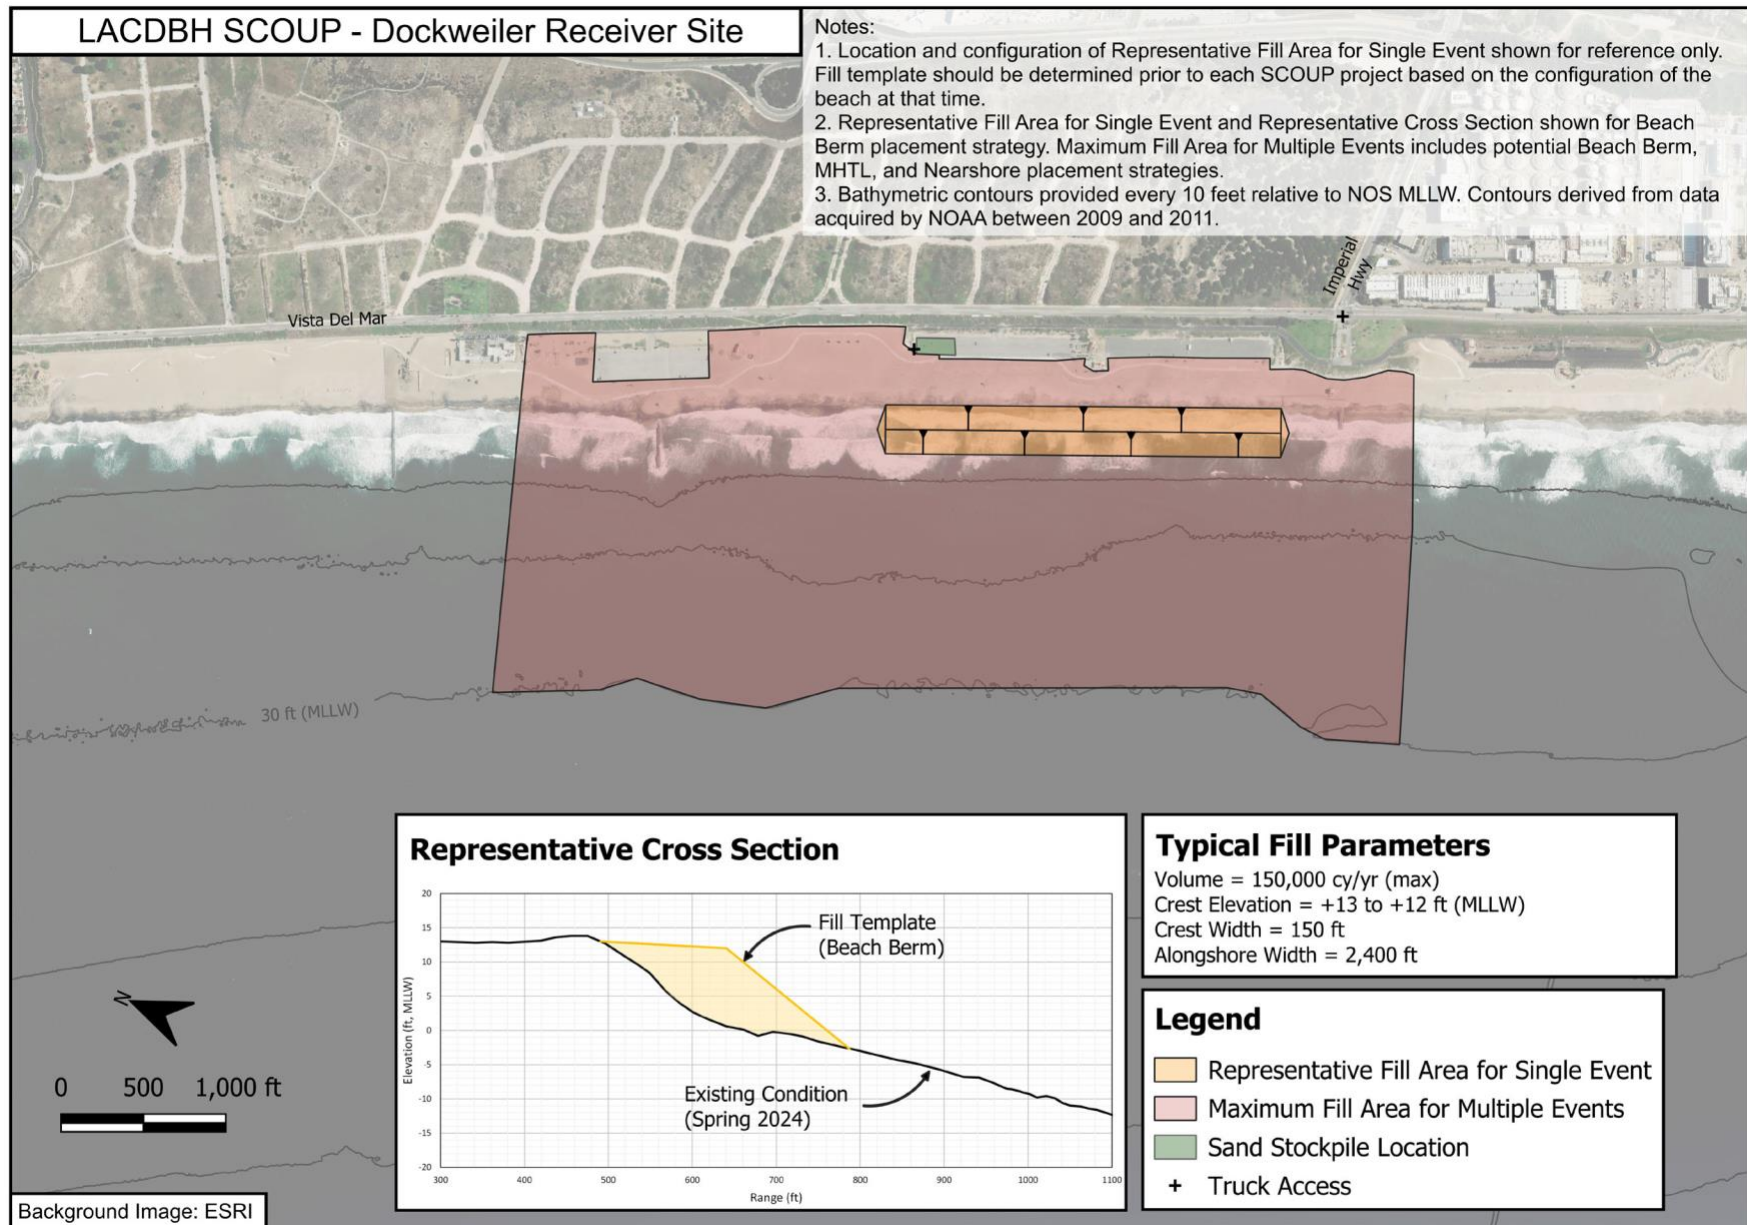 LACDBH SCOUP - Dockweiler Receiver Site
Notes:
1. Location and configuration of Representative Fill Area for Single Event shown for reference only.
Fill template should be determined prior to each SCOUP project based on the configuration of the
beach at that time.
2. Representative Fill Area for Single Event and Representative Cross Section shown for Beach
Berm placement strategy. Maximum Fill Area for Multiple Events includes potential Beach Berm,
MHTL, and Nearshore placement strategies.
3. Bathymetric contours provided every 10 feet relative to NOS MLLW. Contours derived from data
acquired by NOAA between 2009 and 2011.
Imperial
Hwy
Vista Del Mar
30 ft (MLLW)
N
0 500 1,000 ft
Representative Cross Section
20
15
10
5
0
-5
-10
-15
-20
Elevation (ft, MLLW)
Fill Template
(Beach Berm)
Existing Condition
(Spring 2024)
300 400 500 600 700 800 900 1000 1100
Range (ft)
Typical Fill Parameters
Volume = 150,000 cy/yr (max)
Crest Elevation = +13 to +12 ft (MLLW)
Crest Width = 150 ft
Alongshore Width = 2,400 ft
Legend
Representative Fill Area for Single Event
Maximum Fill Area for Multiple Events
Sand Stockpile Location
+ Truck Access
Background Image: ESRI